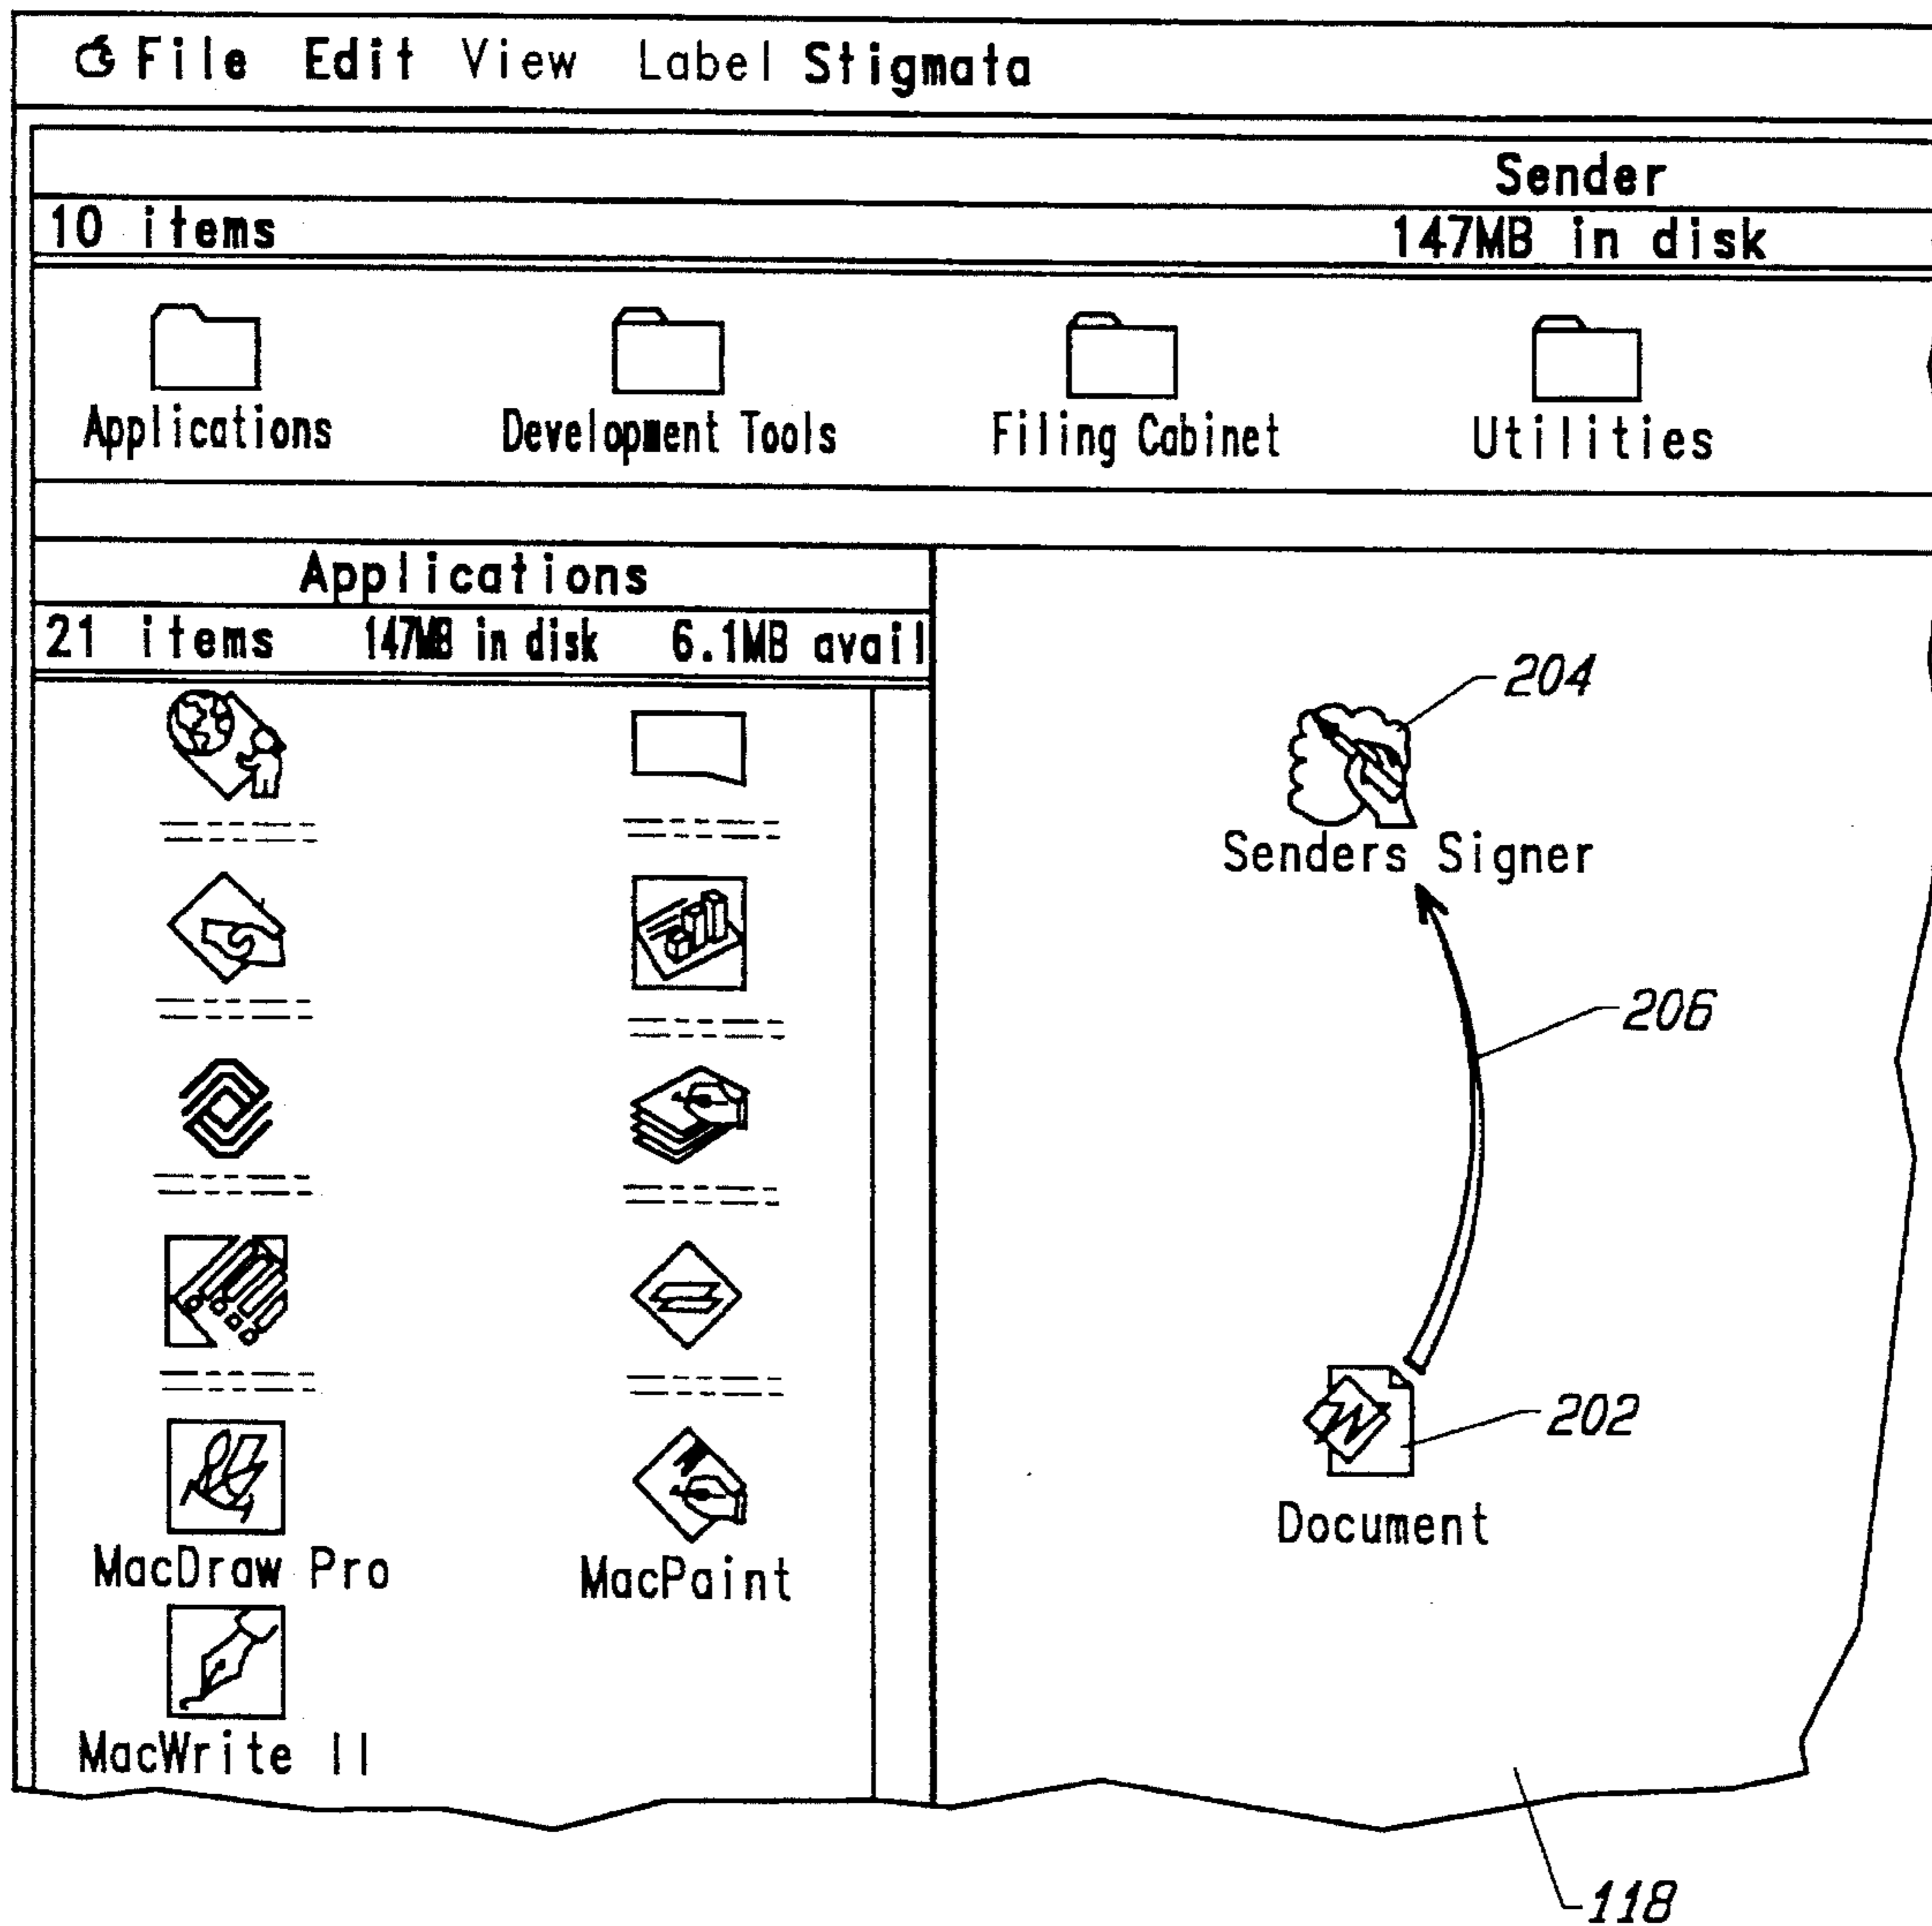 File Edit View Label Stigmata
Sender
10 items 147MB in disk
Applications Development Tools Filing Cabinet Utilities
Applications
21 items 147MB in disk 6.1MB avail
204
Senders Signer
206
202
Document
MacDraw Pro MacPaint
MacWrite II
118